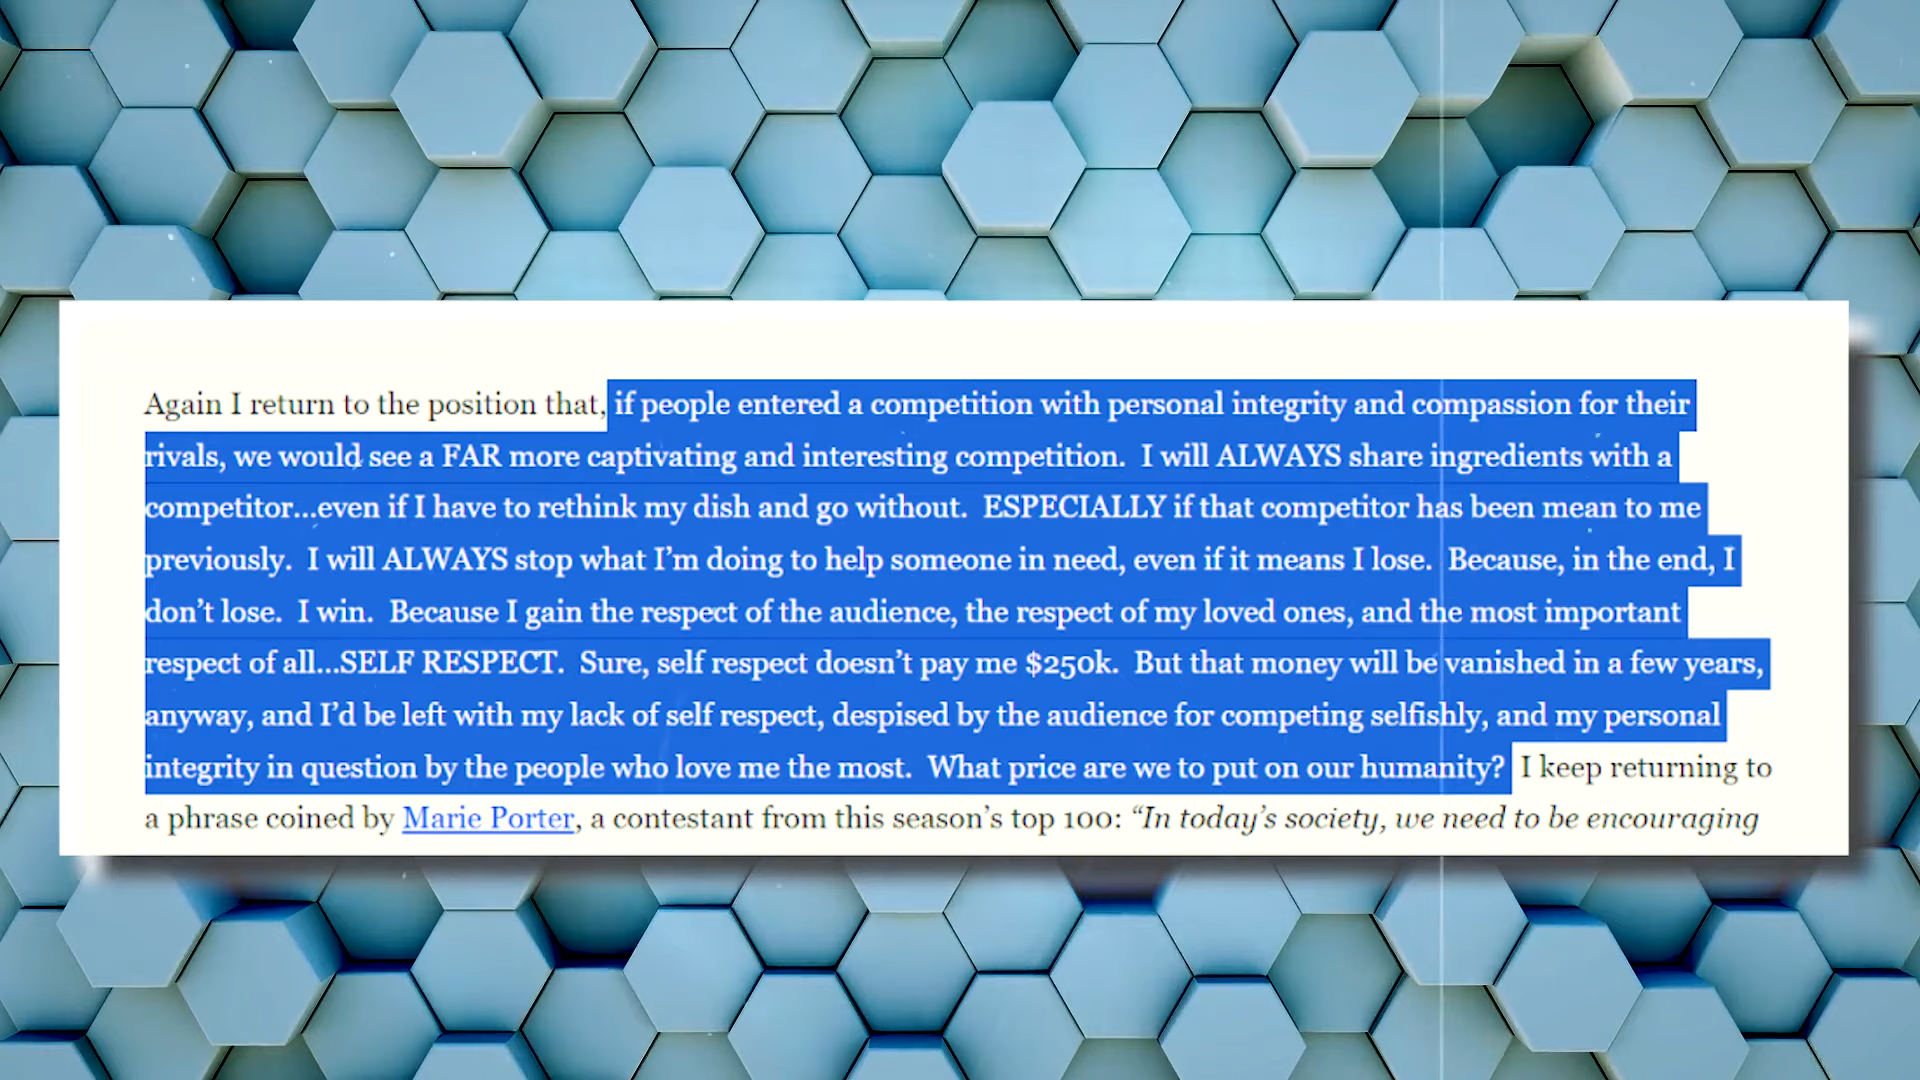 Again I return to the position that, if people entered a competition with personal integrity and compassion for their
rivals, we would see a FAR more captivating and interesting competition.  I will ALWAYS share ingredients with a
competitor...even if I have to rethink my dish and go without.  ESPECIALLY if that competitor has been mean to me
previously.  I will ALWAYS stop what I’m doing to help someone in need, even if it means I lose.  Because, in the end, I
don’t lose.  I win.  Because I gain the respect of the audience, the respect of my loved ones, and the most important
respect of all...SELF RESPECT.  Sure, self respect doesn’t pay me $250k.  But that money will be vanished in a few years,
anyway, and I’d be left with my lack of self respect, despised by the audience for competing selfishly, and my personal
integrity in question by the people who love me the most.  What price are we to put on our humanity?  I keep returning to
a phrase coined by Marie Porter, a contestant from this season’s top 100: “In today’s society, we need to be encouraging